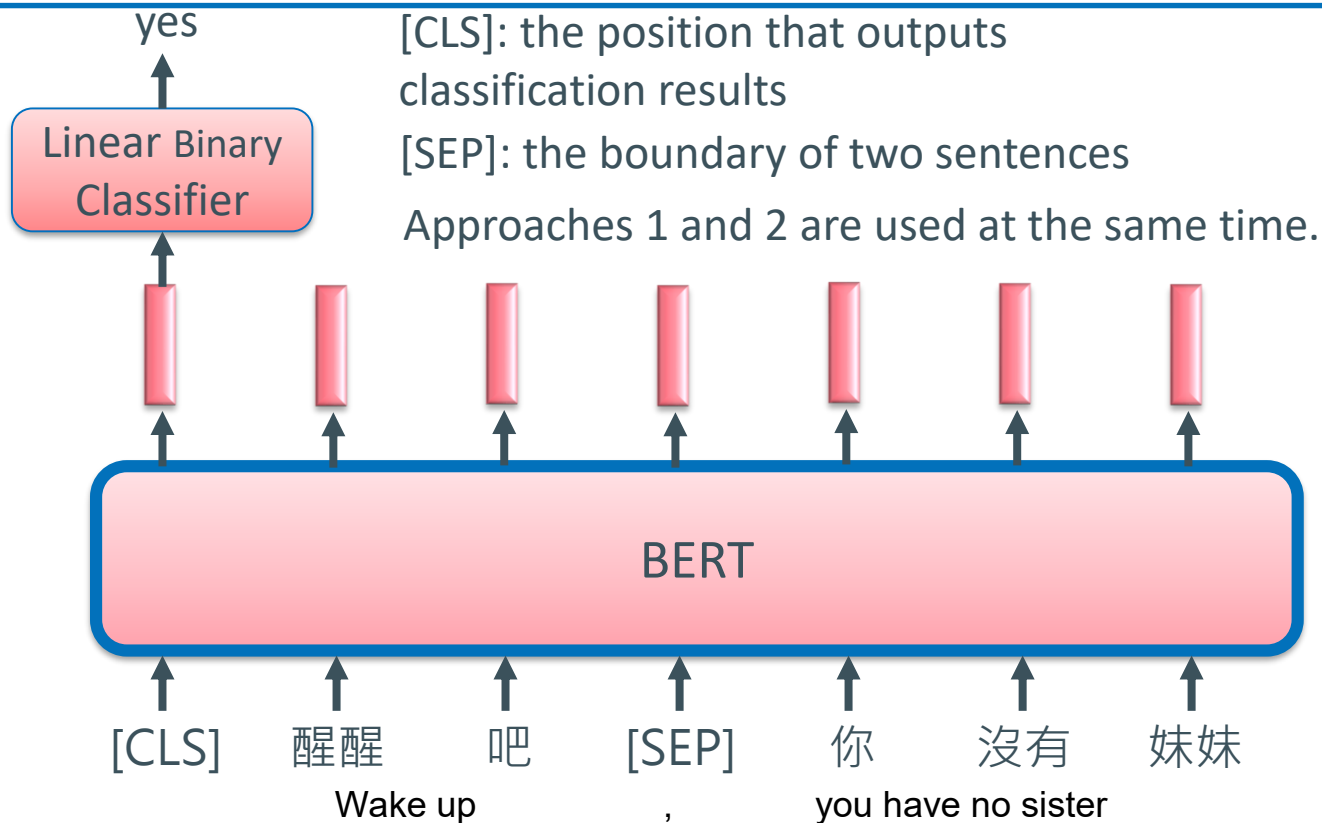 yes
[CLS]: the position that outputs
classification results
Linear Binary
Classifier
[SEP]: the boundary of two sentences
Approaches 1 and 2 are used at the same time.
BERT
[CLS] 醒醒 吧 [SEP] 你 沒有 妹妹
Wake up , you have no sister